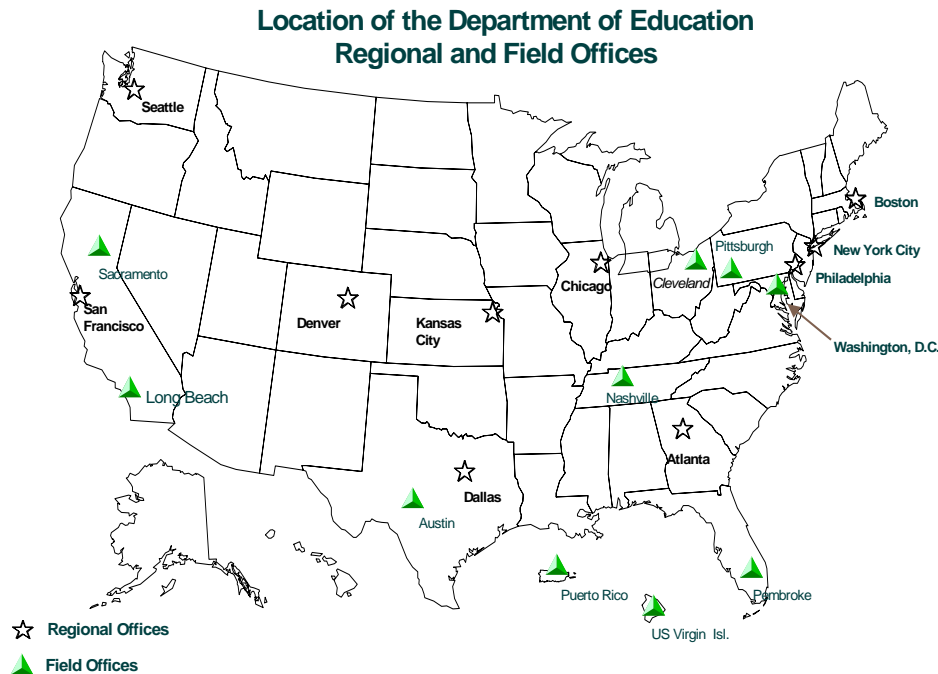 Location of the Department of Education
Regional and Field Offices
Seattle
Boston
New York City
Pittsburgh
Philadelphia
Sacramento
Cleveland
Chicago
San
Francisco
Denver
Kansas
City
Washington, D.C.
Long Beach
Nashville
Atlanta
Dallas
Austin
Puerto Rico
Pembroke
US Virgin Isl.
Regional Offices
Field Offices